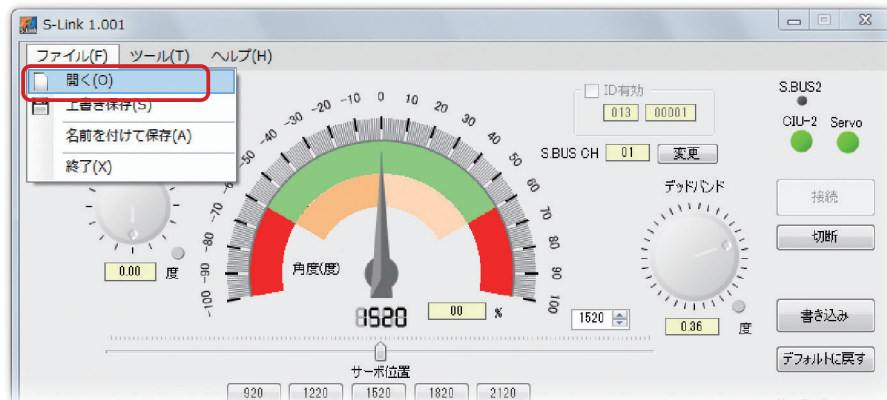 S-Link 1.001
ファイル(F) ツール(T) ヘルプ(H)
開く(O)
上書き保存(S)
名前を付けて保存(A)
終了(X)
-100 -90 -80 -70 -50 -40 -30 -20 -10 0 10 20 30 40 50 60 70 80 90 100
角度(度)
1520
00 %
1520
0.00 度
ID有効
013 00001
S.BUS CH 01 変更
デッドバンド
0.36 度
S.BUS2
CIU-2 Servo
接続
切断
書き込み
デフォルトに戻す
サーボ位置
920 1220 1520 1820 2120